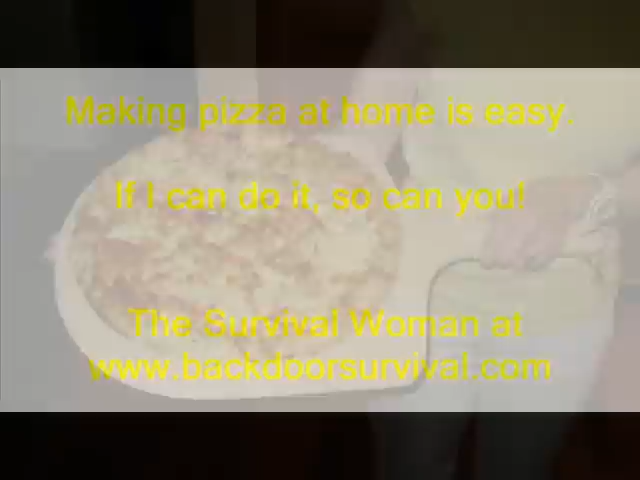 Making pizza at home is easy.
If I can do it, so can you!
The Survival Woman at
www.backdoorsurvival.com